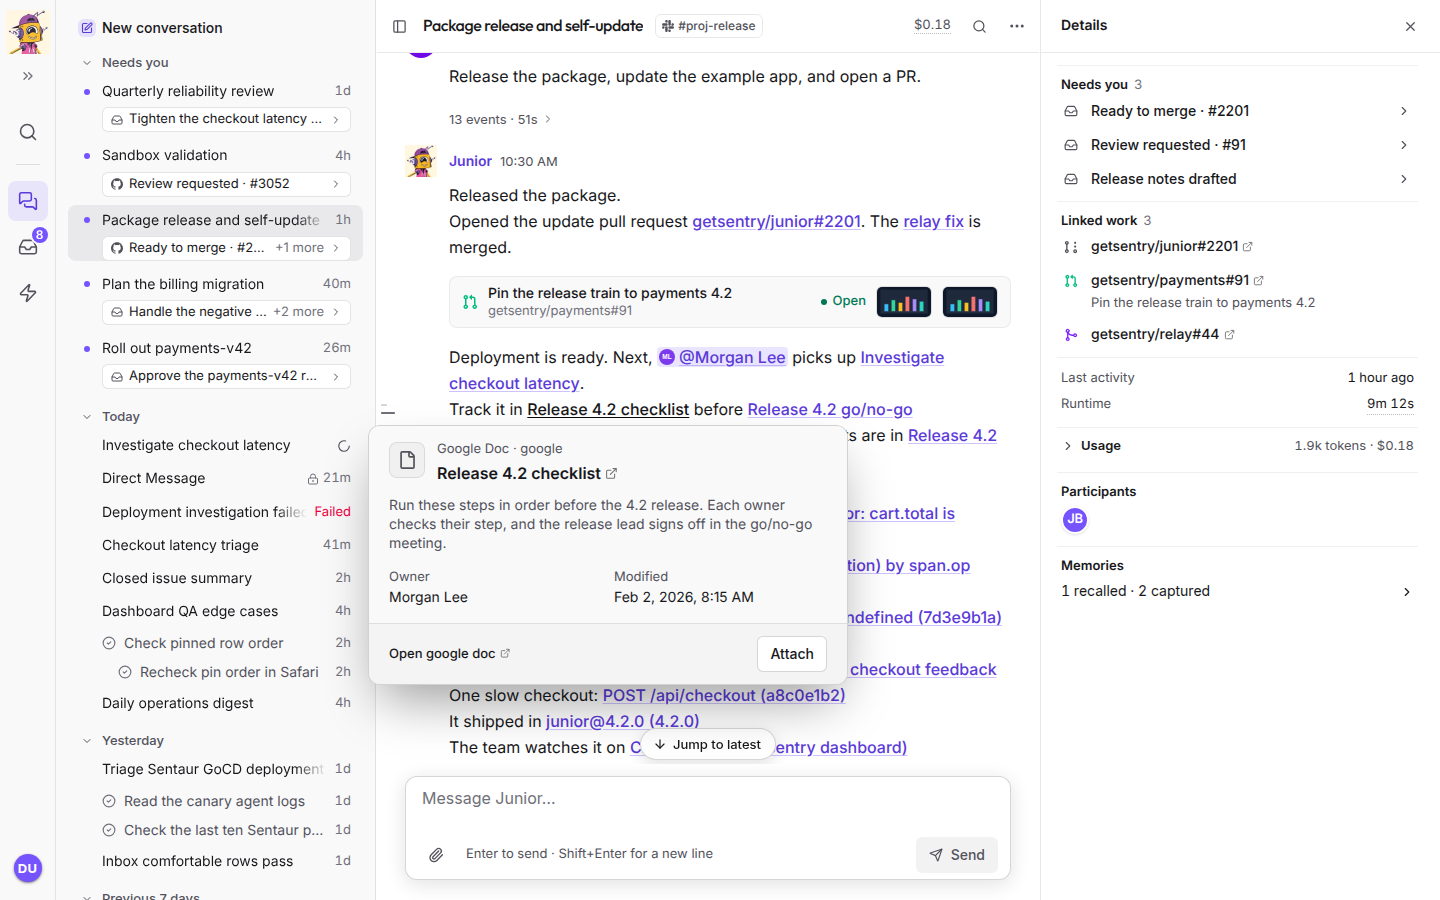 New conversation
Needs you
Quarterly reliability review 1d
Tighten the checkout latency ...
Sandbox validation 4h
Review requested · #3052
Package release and self-update 1h
Ready to merge · #2... +1 more
Plan the billing migration 40m
Handle the negative ... +2 more
Roll out payments-v42 26m
Approve the payments-v42 r...
Today
Investigate checkout latency
Direct Message 21m
Deployment investigation failed Failed
Checkout latency triage 41m
Closed issue summary 2h
Dashboard QA edge cases 4h
Check pinned row order 2h
Recheck pin order in Safari 2h
Daily operations digest 4h
Yesterday
Triage Sentaur GoCD deployment 1d
Read the canary agent logs 1d
Check the last ten Sentaur p... 1d
Inbox comfortable rows pass 1d
Previous 7 days
8
DU
Package release and self-update #proj-release $0.18
Release the package, update the example app, and open a PR.
13 events · 51s
Junior 10:30 AM
Released the package.
Opened the update pull request getsentry/junior#2201. The relay fix is
merged.
Pin the release train to payments 4.2
getsentry/payments#91
Open
Deployment is ready. Next, ML @Morgan Lee picks up Investigate
checkout latency.
Track it in Release 4.2 checklist before Release 4.2 go/no-go
ts are in Release 4.2
or: cart.total is
tion) by span.op
ndefined (7d3e9b1a)
checkout feedback
One slow checkout: POST /api/checkout (a8c0e1b2)
It shipped in junior@4.2.0 (4.2.0)
The team watches it on C entry dashboard)
Jump to latest
Google Doc · google
Release 4.2 checklist
Run these steps in order before the 4.2 release. Each owner
checks their step, and the release lead signs off in the go/no-go
meeting.
Owner Modified
Morgan Lee Feb 2, 2026, 8:15 AM
Open google doc Attach
Message Junior...
Enter to send · Shift+Enter for a new line Send
Details
Needs you 3
Ready to merge · #2201
Review requested · #91
Release notes drafted
Linked work 3
getsentry/junior#2201
getsentry/payments#91
Pin the release train to payments 4.2
getsentry/relay#44
Last activity 1 hour ago
Runtime 9m 12s
Usage 1.9k tokens · $0.18
Participants
JB
Memories
1 recalled · 2 captured